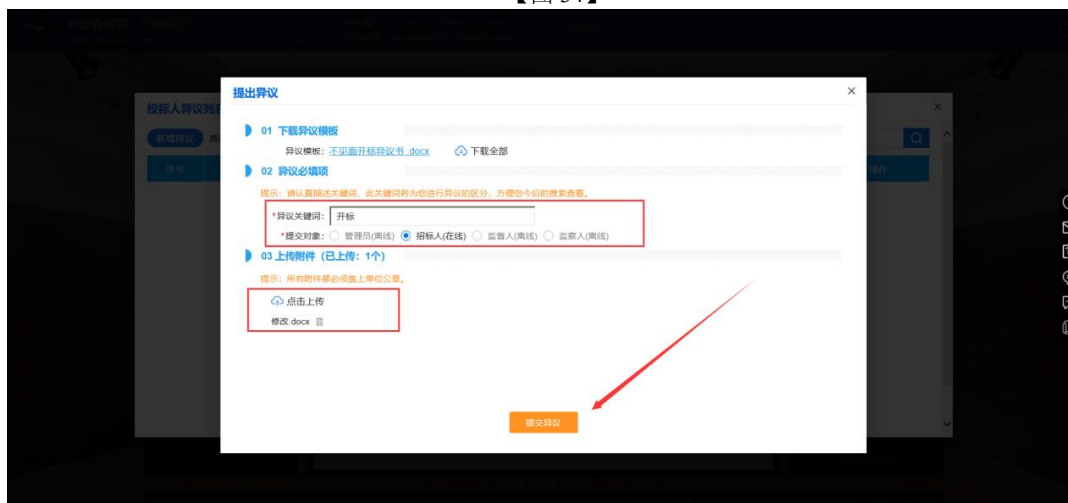 提出异议
×
投标人异议列
×
新增异议
01 下载异议模板
异议模板: 不见面开标异议书.docx 下载全部
序号
操作
02 异议必填项
提示: 请认真描述关键词, 此关键词将为您进行异议的区分, 方便您今后的搜索查看。
*异议关键词: 开标
*提交对象: 管理员(离线) 招标人(在线) 监督人(离线) 监察人(离线)
03 上传附件 (已上传: 1个)
提示: 所有附件都必须盖上单位公章。
点击上传
修改.docx
提交异议